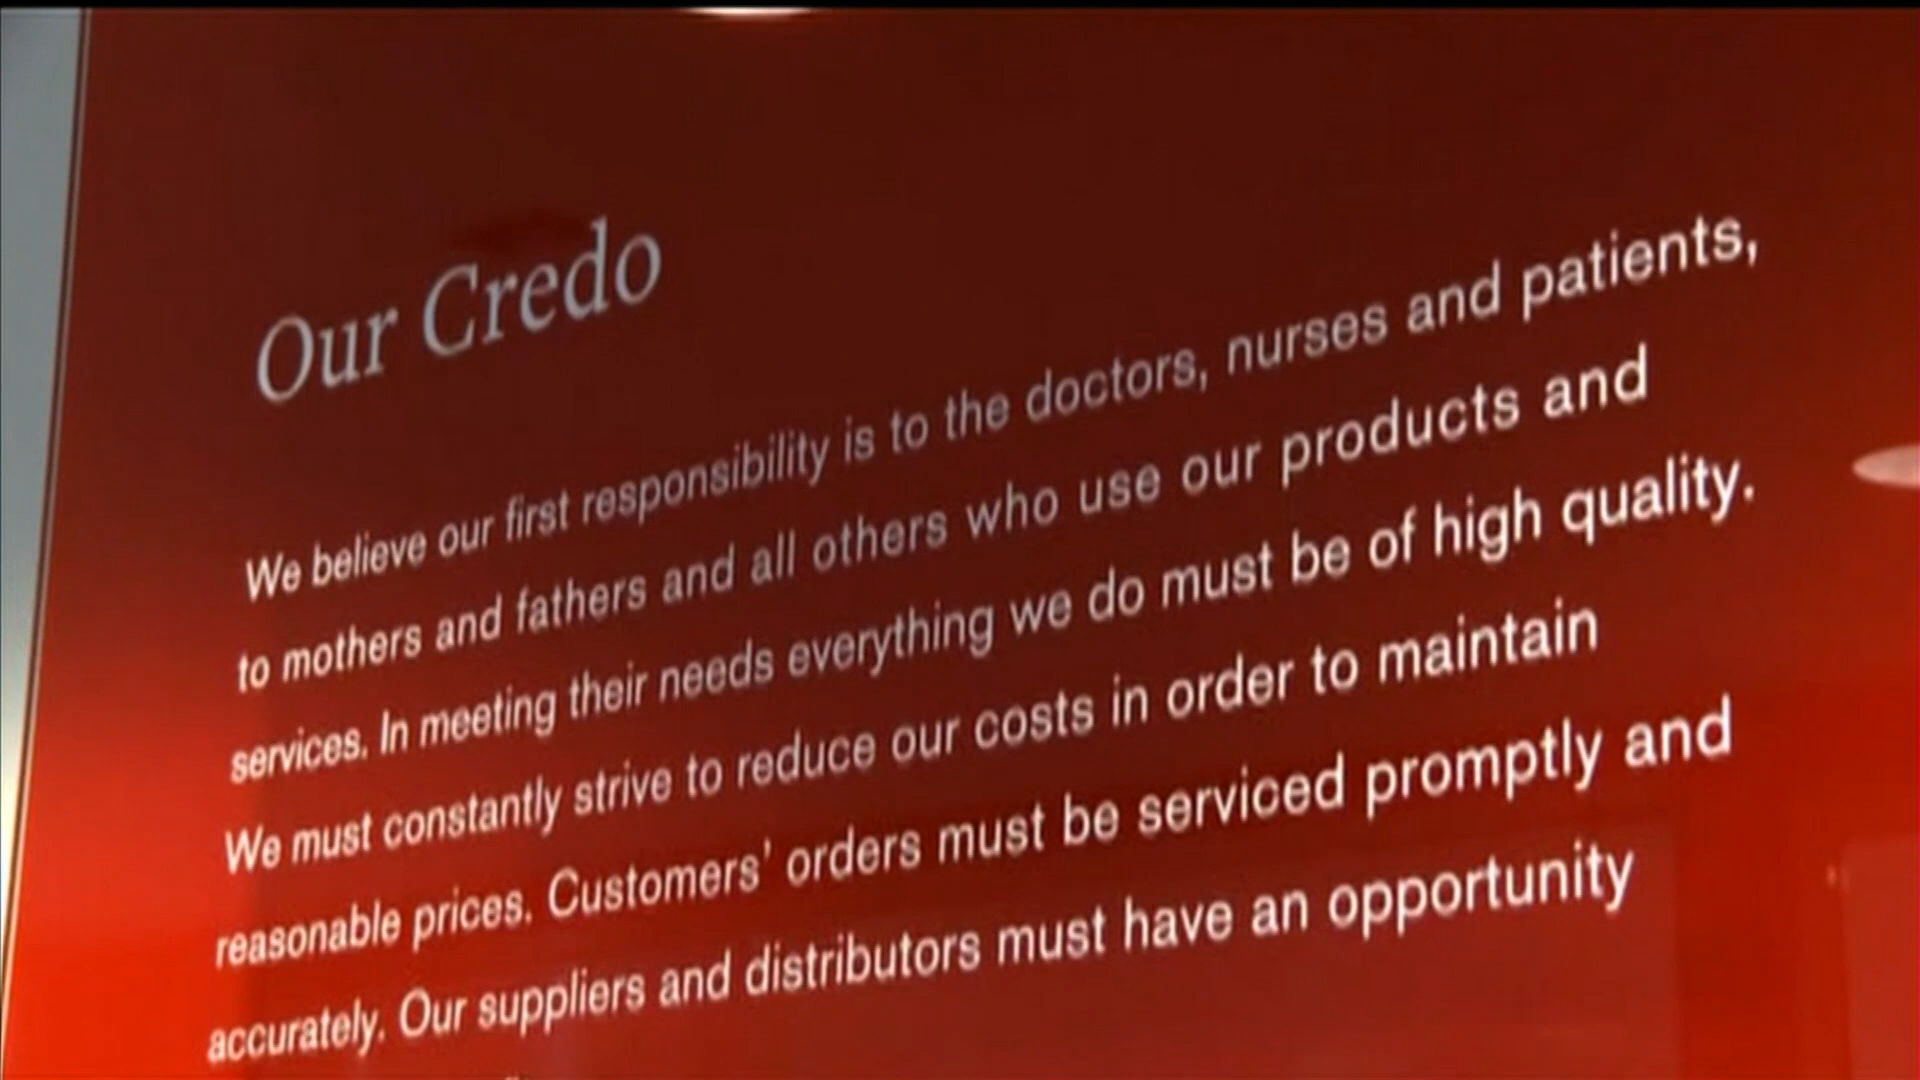 Our Credo
We believe our first responsibility is to the doctors, nurses and patients,
to mothers and fathers and all others who use our products and
services. In meeting their needs everything we do must be of high quality.
We must constantly strive to reduce our costs in order to maintain
reasonable prices. Customers' orders must be serviced promptly and
accurately. Our suppliers and distributors must have an opportunity